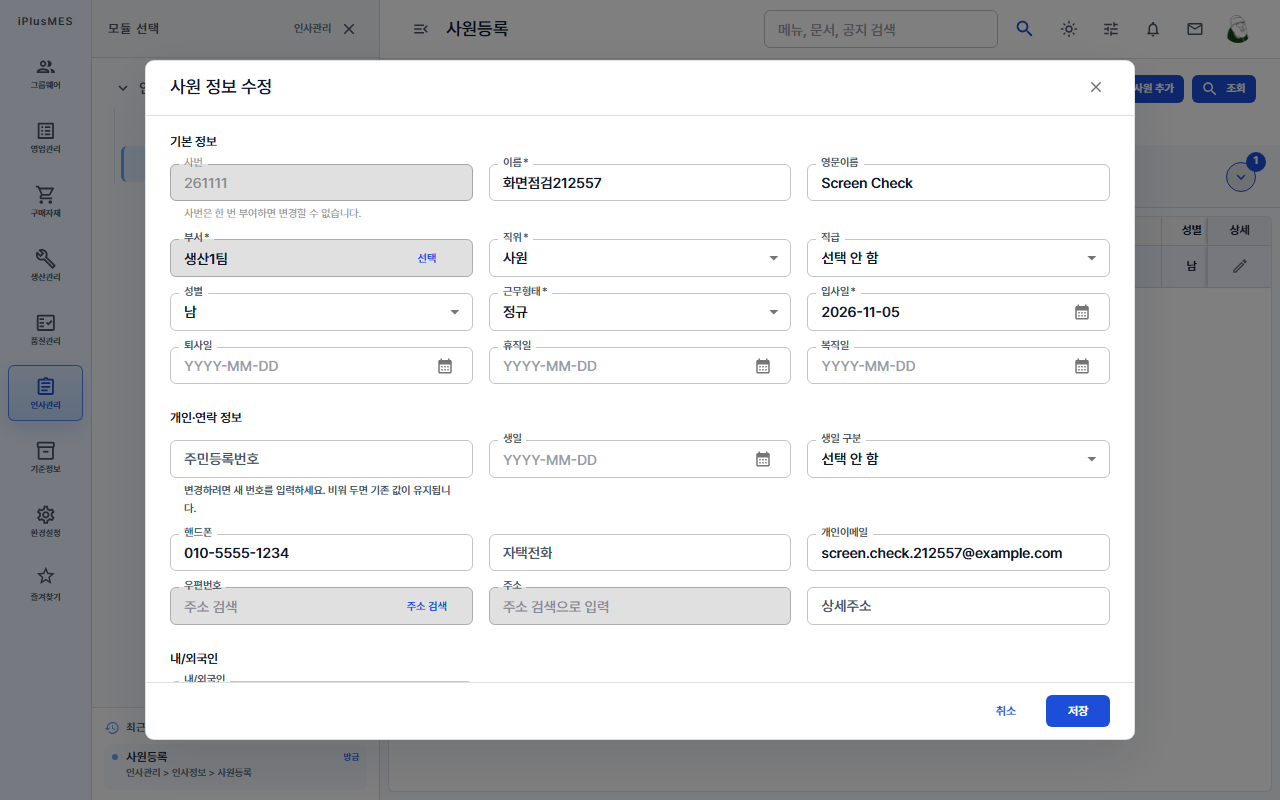 iPlusMES
모듈 선택
인사관리
사원등록
메뉴, 문서, 공지 검색
그룹웨어
영업관리
구매자재
생산관리
품질관리
인사관리
기준정보
환경설정
즐겨찾기
사원 추가
조회
1
성별
상세
남
사원 정보 수정
기본 정보
사번
261111
사번은 한 번 부여하면 변경할 수 없습니다.
이름 *
화면점검212557
영문이름
Screen Check
부서 *
생산1팀
선택
직위 *
사원
직급
선택 안 함
성별
남
근무형태 *
정규
입사일 *
2026-11-05
퇴사일
YYYY-MM-DD
휴직일
YYYY-MM-DD
복직일
YYYY-MM-DD
개인·연락 정보
주민등록번호
변경하려면 새 번호를 입력하세요. 비워 두면 기존 값이 유지됩니
다.
생일
YYYY-MM-DD
생일 구분
선택 안 함
핸드폰
010-5555-1234
자택전화
개인이메일
screen.check.212557@example.com
우편번호
주소 검색
주소 검색
주소
주소 검색으로 입력
상세주소
내/외국인
내/외국인
취소
저장
최근
사원등록
방금
인사관리 > 인사정보 > 사원등록